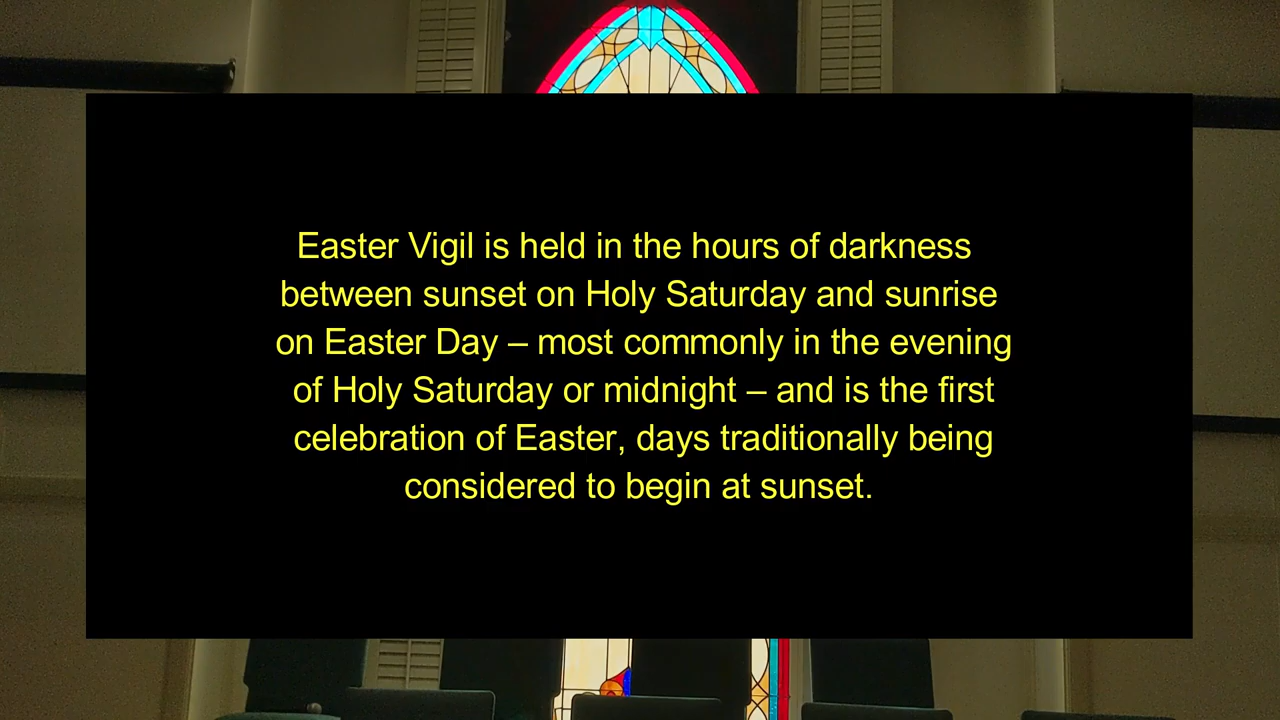 Easter Vigil is held in the hours of darkness
between sunset on Holy Saturday and sunrise
on Easter Day – most commonly in the evening
of Holy Saturday or midnight – and is the first
celebration of Easter, days traditionally being
considered to begin at sunset.